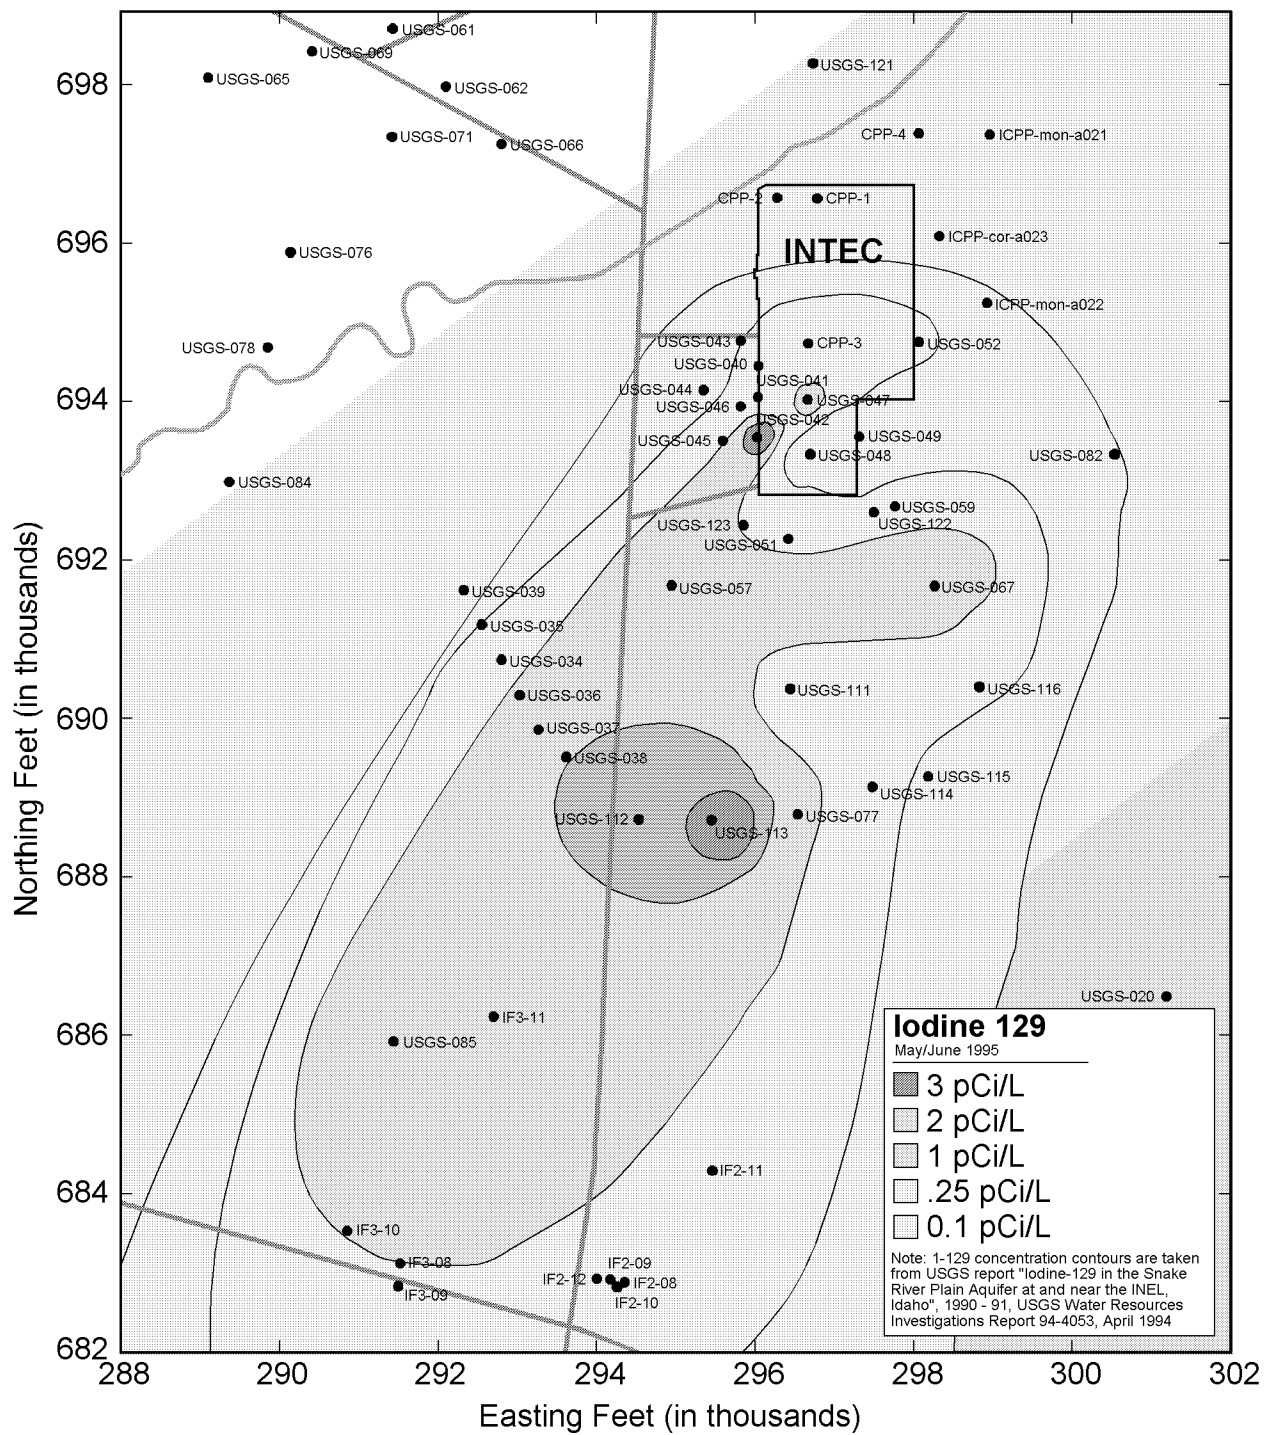 USGS-061
USGS-069
USGS-121
USGS-065
USGS-062
USGS-071
CPP-4
ICPP-mon-a021
USGS-066
CPP-2
CPP-1
ICPP-cor-a023
INTEC
USGS-076
ICPP-mon-a022
USGS-078
USGS-043
CPP-3
USGS-052
USGS-040
USGS-041
USGS-044
USGS-046
USGS-047
USGS-042
USGS-045
USGS-049
USGS-048
USGS-082
USGS-084
USGS-059
USGS-123
USGS-122
USGS-051
USGS-039
USGS-057
USGS-067
USGS-035
USGS-034
USGS-036
USGS-111
USGS-116
USGS-037
USGS-038
USGS-115
USGS-114
USGS-112
USGS-113
USGS-077
USGS-020
IF3-11
USGS-085
IF2-11
IF3-10
IF3-08
IF3-09
IF2-09
IF2-12
IF2-08
IF2-10
698
696
694
692
690
688
686
684
682
Northing Feet (in thousands)
288 290 292 294 296 298 300 302
Easting Feet (in thousands)
Iodine 129
May/June 1995
3 pCi/L
2 pCi/L
1 pCi/L
.25 pCi/L
0.1 pCi/L
Note: 1-129 concentration contours are taken
from USGS report "Iodine-129 in the Snake
River Plain Aquifer at and near the INEL,
Idaho", 1990 - 91, USGS Water Resources
Investigations Report 94-4053, April 1994